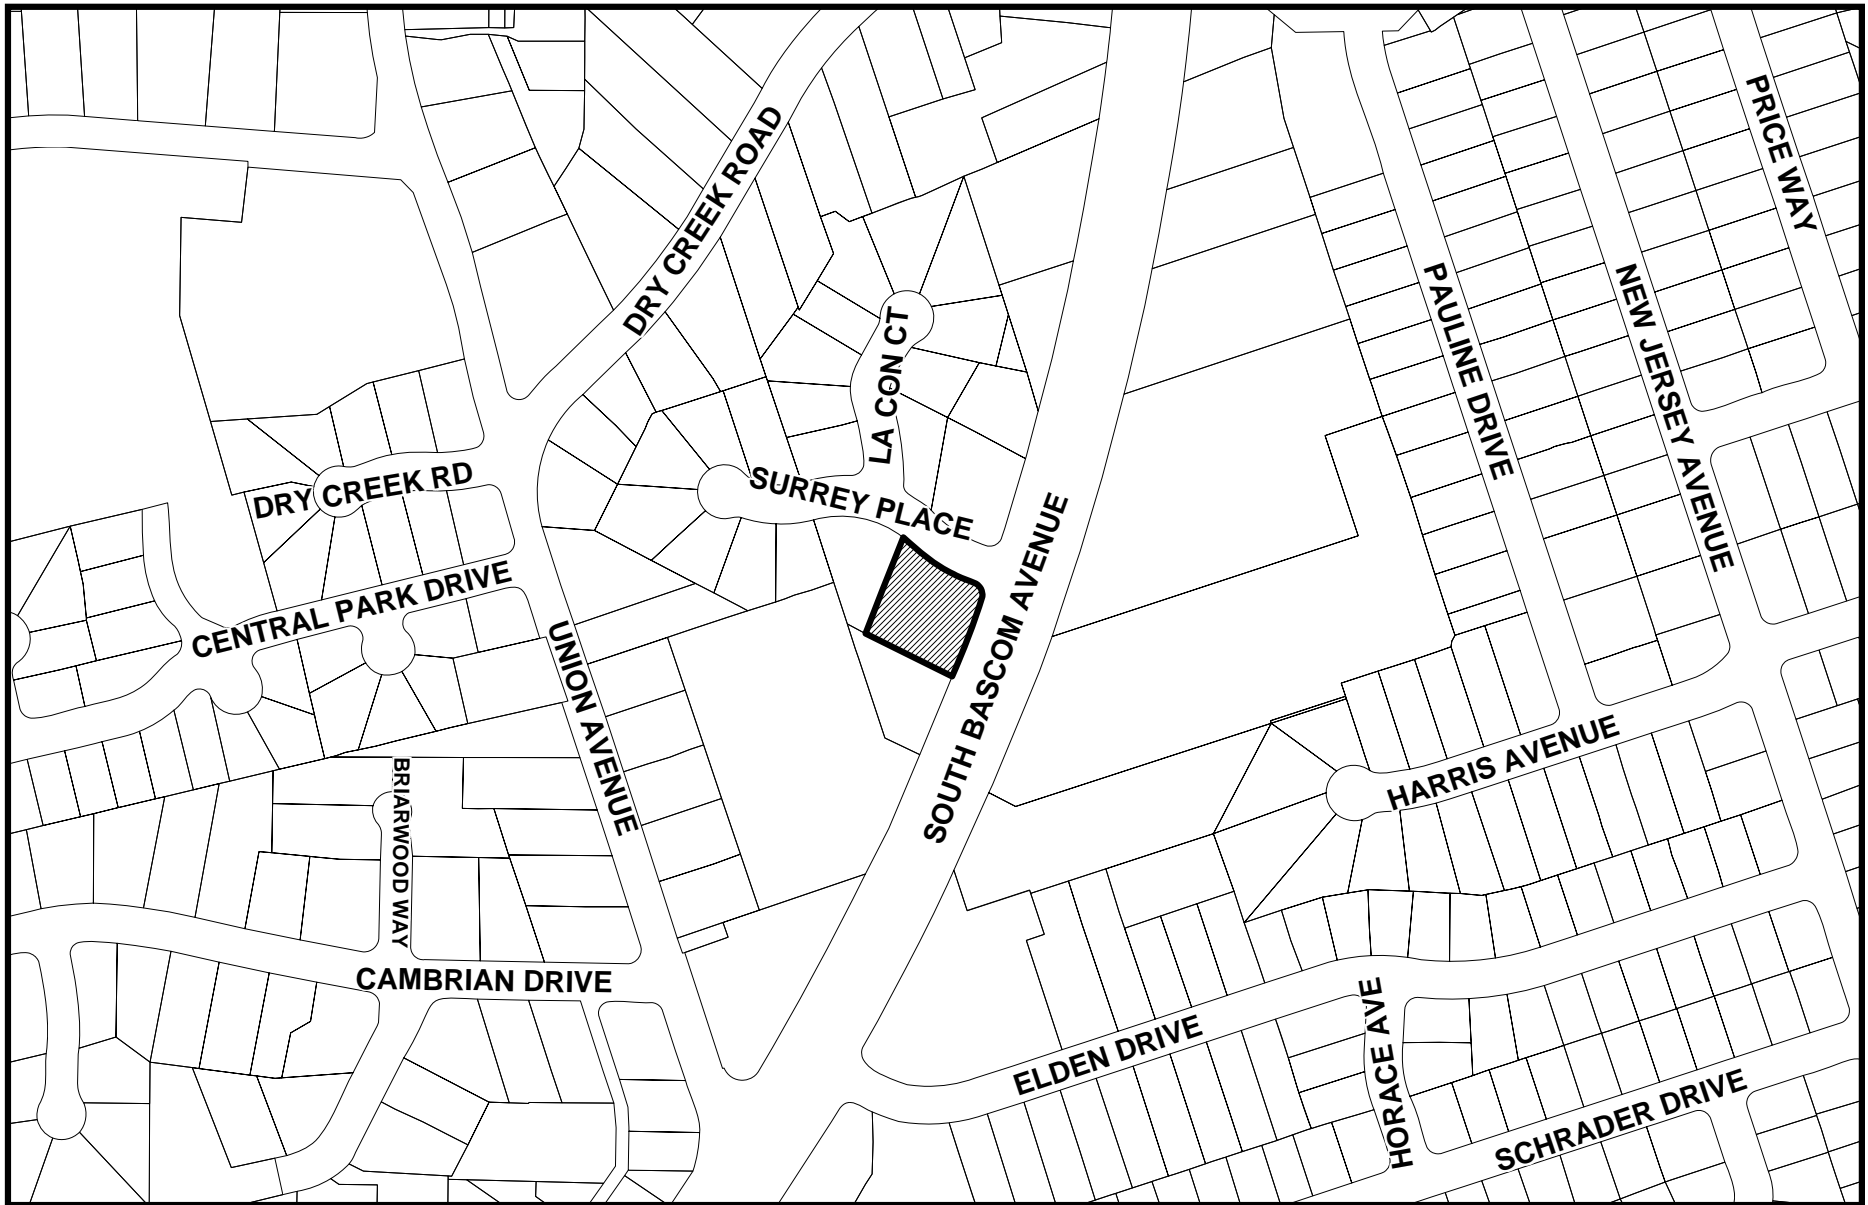 PRICE WAY
DRY CREEK ROAD
PAULINE DRIVE
NEW JERSEY AVENUE
LA CON CT
DRY CREEK RD
SURREY PLACE
SOUTH BASCOM AVENUE
CENTRAL PARK DRIVE
UNION AVENUE
HARRIS AVENUE
BRIARWOOD WAY
CAMBRIAN DRIVE
HORACE AVE
ELDEN DRIVE
SCHRADER DRIVE